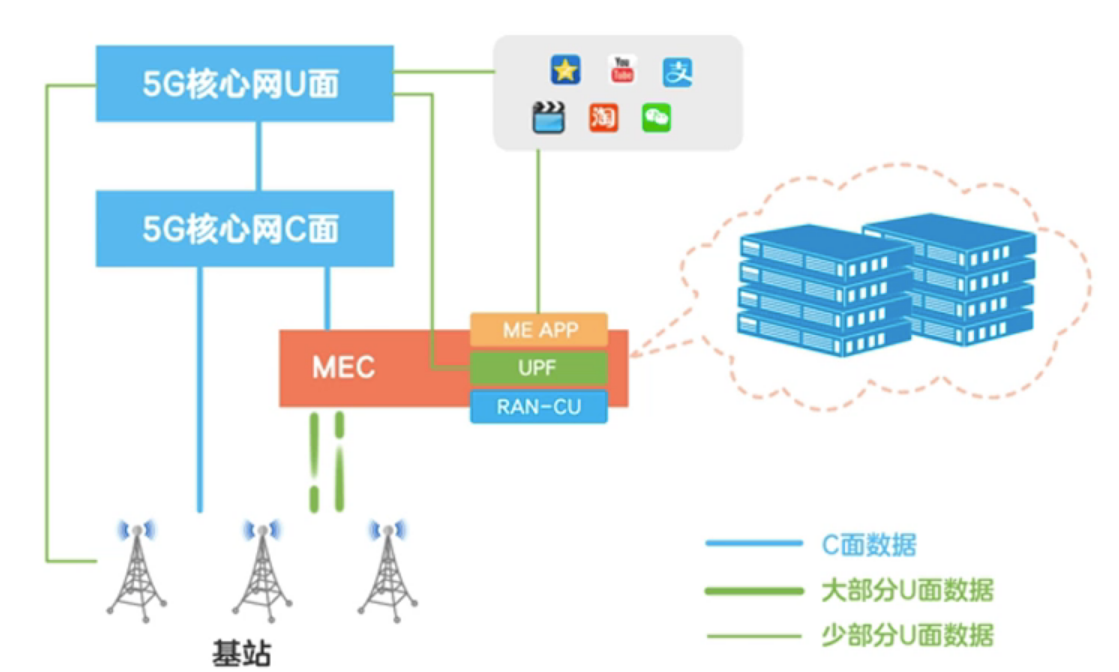 5G核心网U面
You
Tube
支
淘
5G核心网C面
ME APP
MEC
UPF
RAN-CU
C面数据
大部分U面数据
少部分U面数据
基站